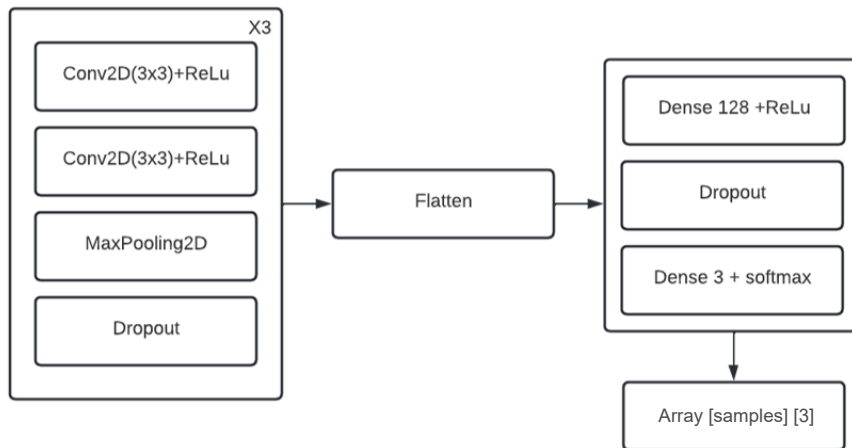 X3
Conv2D(3x3)+ReLu
Conv2D(3x3)+ReLu
MaxPooling2D
Dropout
Flatten
Dense 128 +ReLu
Dropout
Dense 3 + softmax
Array [samples] [3]